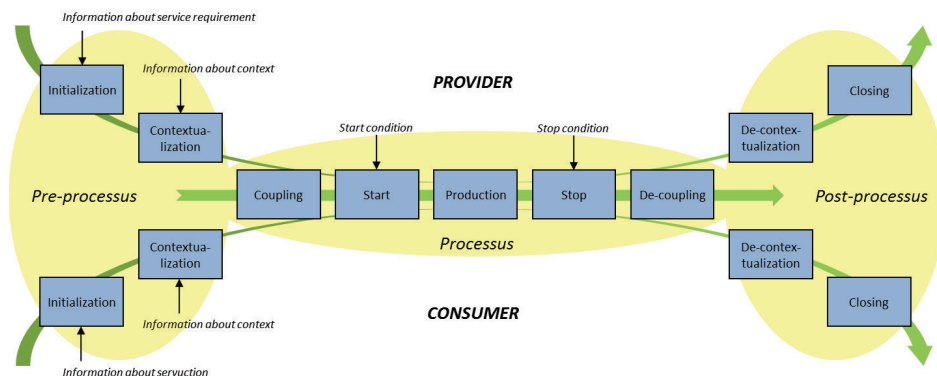 Information about service requirement
Initialization
Information about context
Contextua-
lization
PROVIDER
Start condition
Stop condition
De-contex-
tualization
Closing
Pre-processus
Coupling
Start
Production
Stop
De-coupling
Post-processus
Processus
Contextua-
lization
Initialization
Information about context
Information about servuction
CONSUMER
De-contex-
tualization
Closing